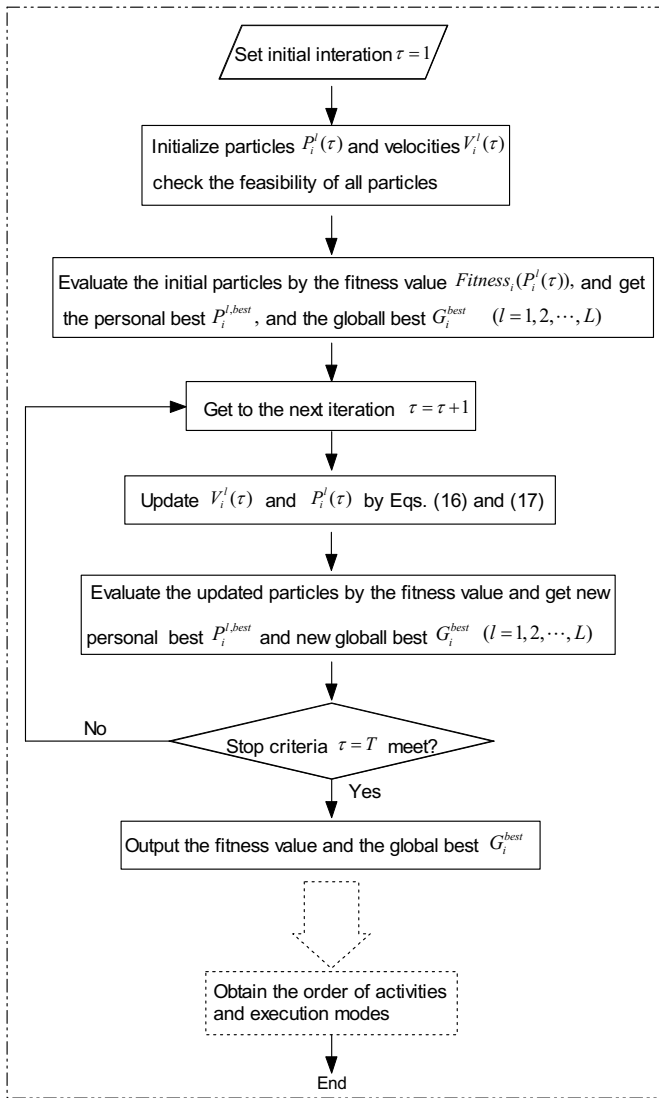 Set initial interation τ = 1
Initialize particles P_i^l(τ) and velocities V_i^l(τ)
check the feasibility of all particles
Evaluate the initial particles by the fitness value Fitness_i(P_i^l(τ)), and get
the personal best P_i^{l,best}, and the globall best G_i^{best} (l = 1, 2, ⋯, L)
Get to the next iteration τ = τ+1
Update V_i^l(τ) and P_i^l(τ) by Eqs. (16) and (17)
Evaluate the updated particles by the fitness value and get new
personal best P_i^{l,best} and new globall best G_i^{best} (l = 1, 2, ⋯, L)
No
Stop criteria τ = T meet?
Yes
Output the fitness value and the global best G_i^{best}
Obtain the order of activities
and execution modes
End